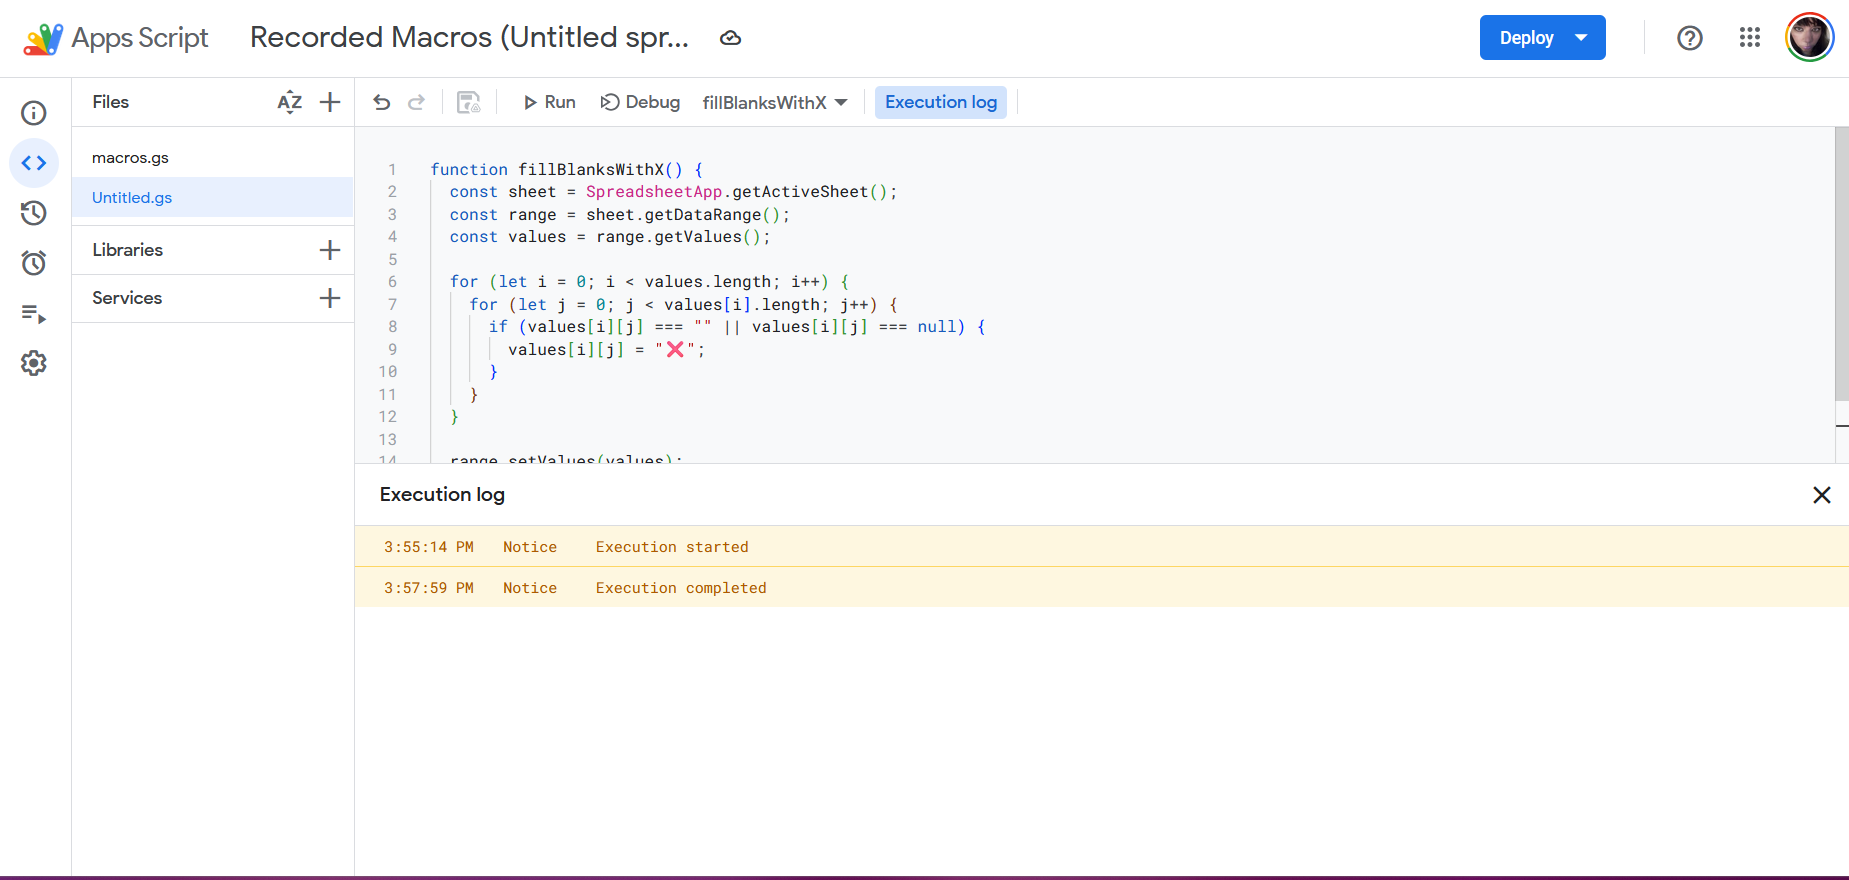 Apps Script
Recorded Macros (Untitled spr...
Deploy
Files
AZ
Run
Debug
fillBlanksWithX
Execution log
macros.gs
Untitled.gs
Libraries
Services
1 function fillBlanksWithX() {
2 const sheet = SpreadsheetApp.getActiveSheet();
3 const range = sheet.getDataRange();
4 const values = range.getValues();
5
6 for (let i = 0; i < values.length; i++) {
7 for (let j = 0; j < values[i].length; j++) {
8 if (values[i][j] === "" || values[i][j] === null) {
9 values[i][j] = "❌";
10 }
11 }
12 }
13
14 range.setValues(values);
Execution log
3:55:14 PM Notice Execution started
3:57:59 PM Notice Execution completed